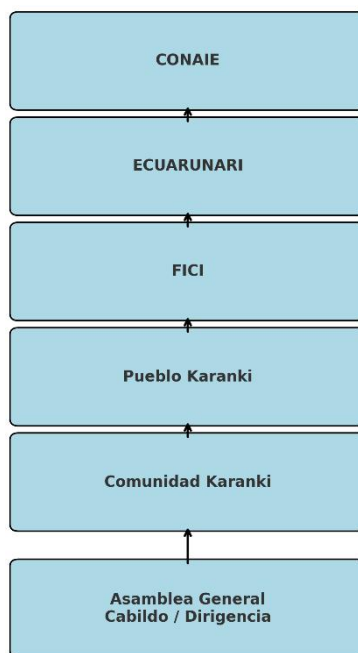 CONAIE
ECUARUNARI
FICI
Pueblo Karanki
Comunidad Karanki
Asamblea General
Cabildo / Dirigencia